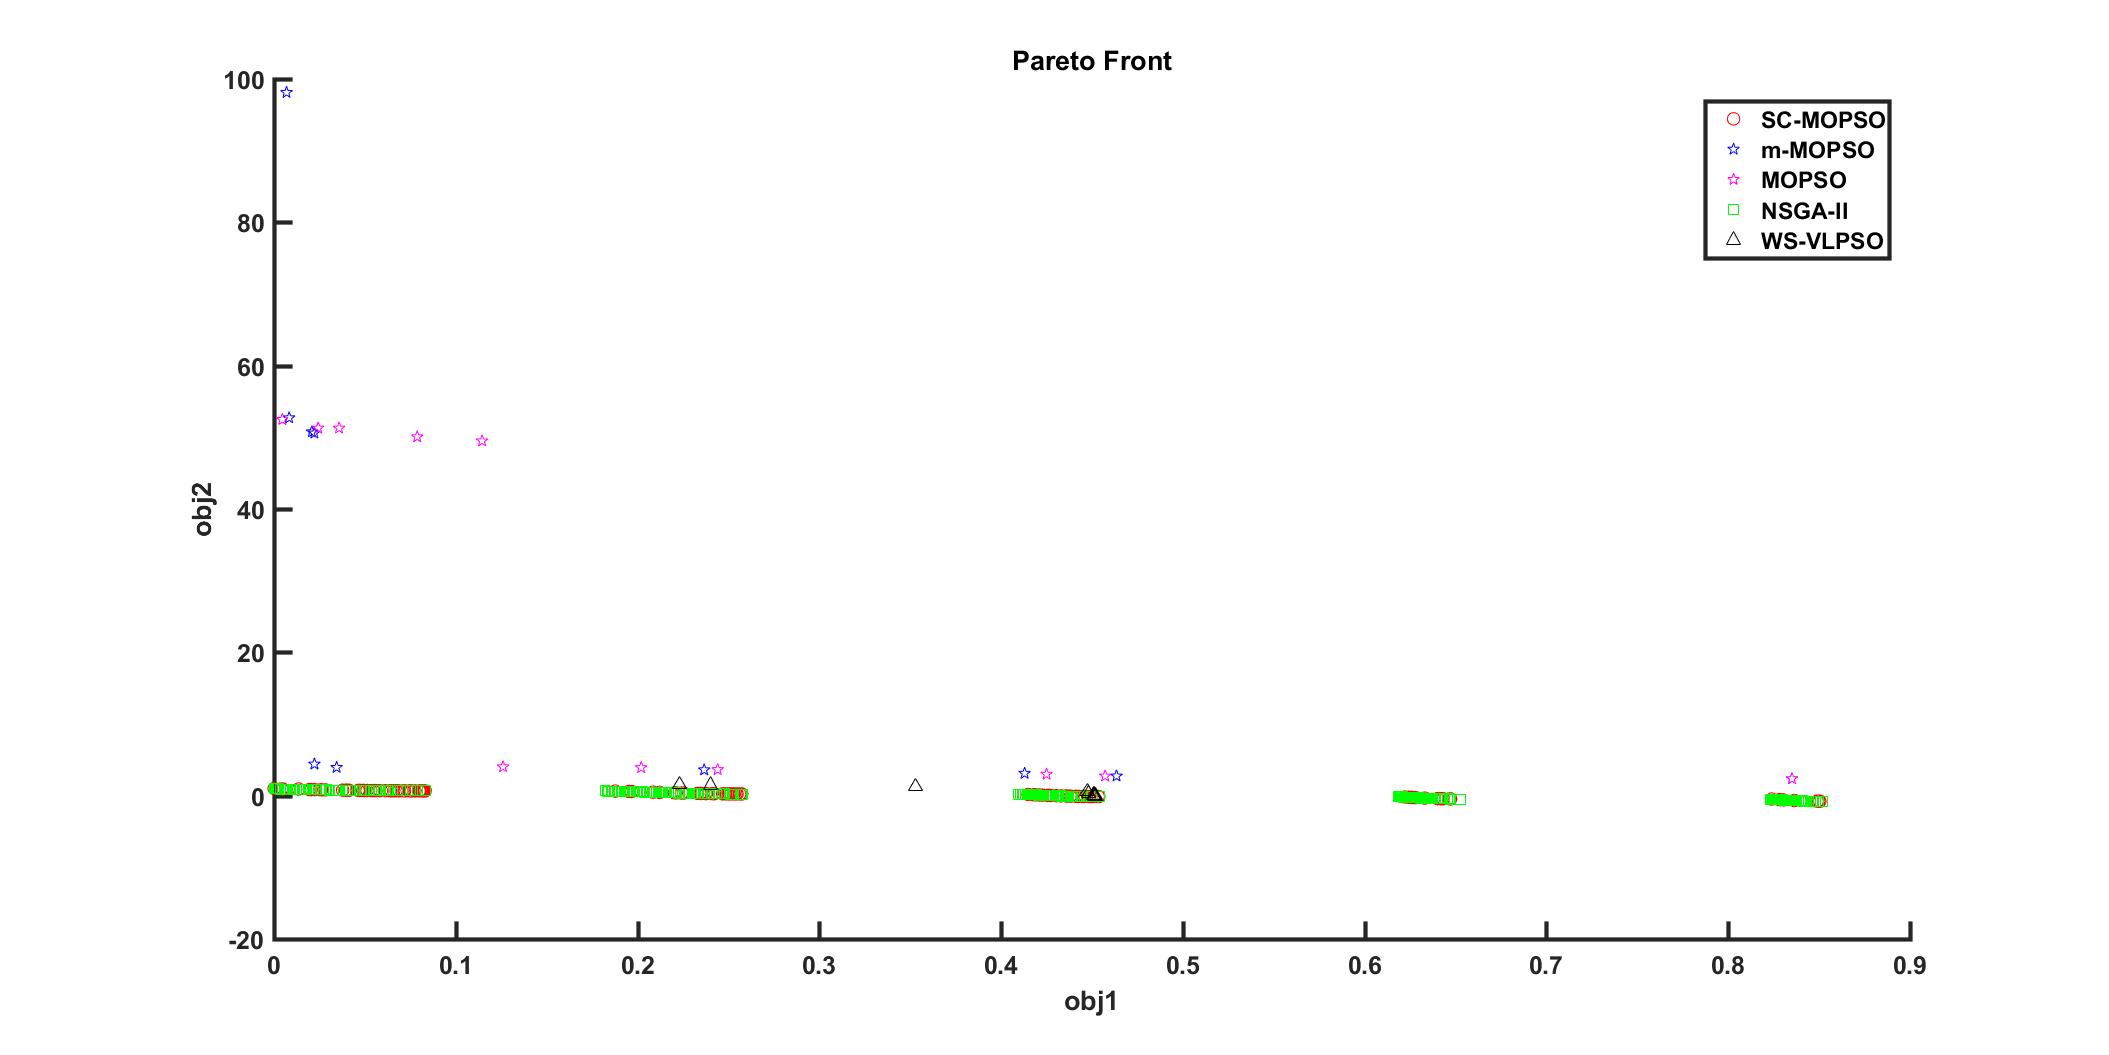 Pareto Front
100
80
60
40
20
0
-20
obj2
0 0.1 0.2 0.3 0.4 0.5 0.6 0.7 0.8 0.9
obj1
SC-MOPSO
m-MOPSO
MOPSO
NSGA-II
WS-VLPSO